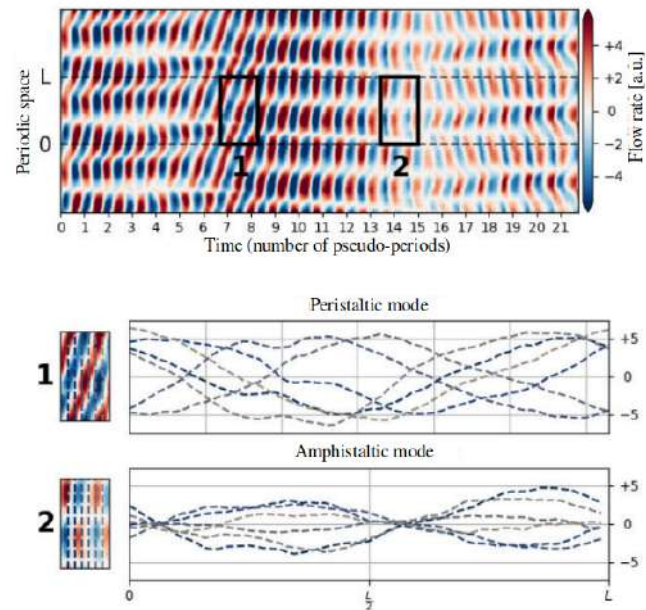 +4
+2
0
−2
−4
Flow rate [a.u.]
Periodic space
L
0
1
2
0 1 2 3 4 5 6 7 8 9 10 11 12 13 14 15 16 17 18 19 20 21
Time (number of pseudo-periods)
Peristaltic mode
1
+5
0
−5
Amphistaltic mode
2
+5
0
−5
0 L/2 L